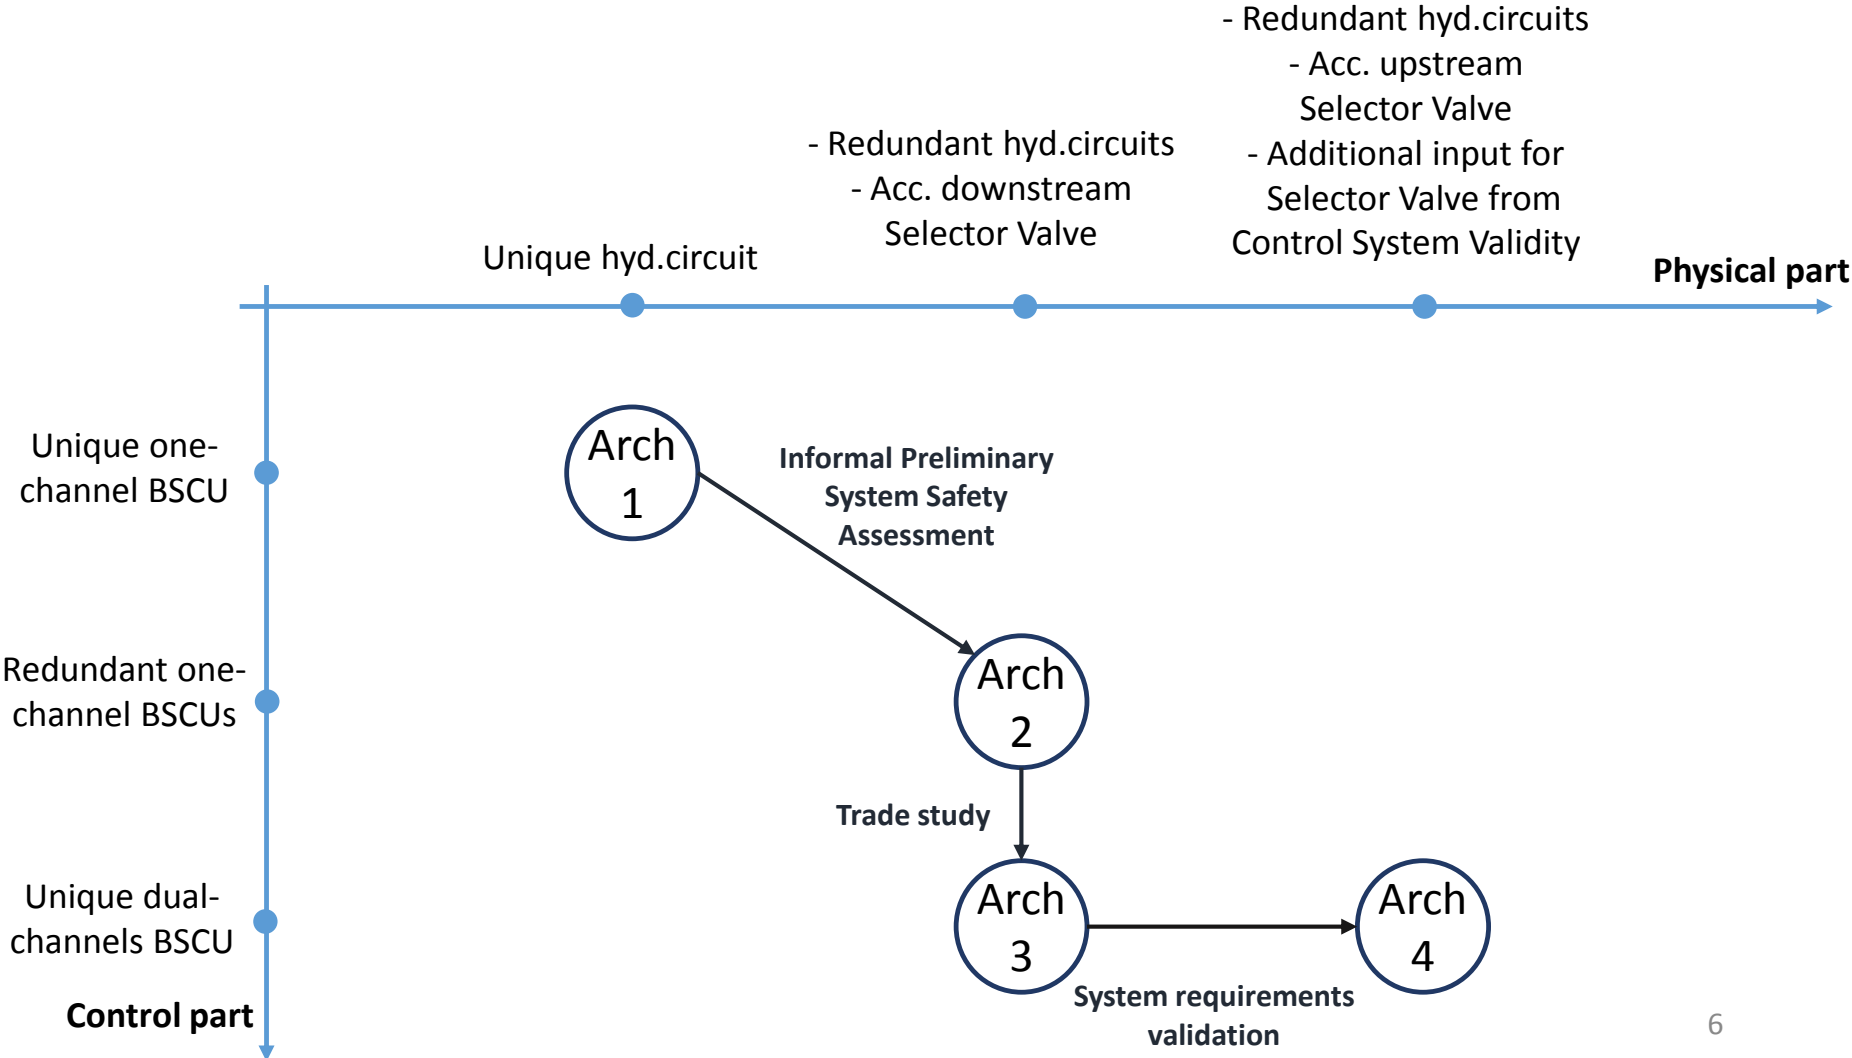 - Redundant hyd.circuits
- Acc. upstream
Selector Valve
- Additional input for
Selector Valve from
Control System Validity
- Redundant hyd.circuits
- Acc. downstream
Selector Valve
Unique hyd.circuit
Physical part
Unique one-
channel BSCU
Arch
1
Informal Preliminary
System Safety
Assessment
Redundant one-
channel BSCUs
Arch
2
Trade study
Unique dual-
channels BSCU
Arch
3
Arch
4
System requirements
validation
Control part
6